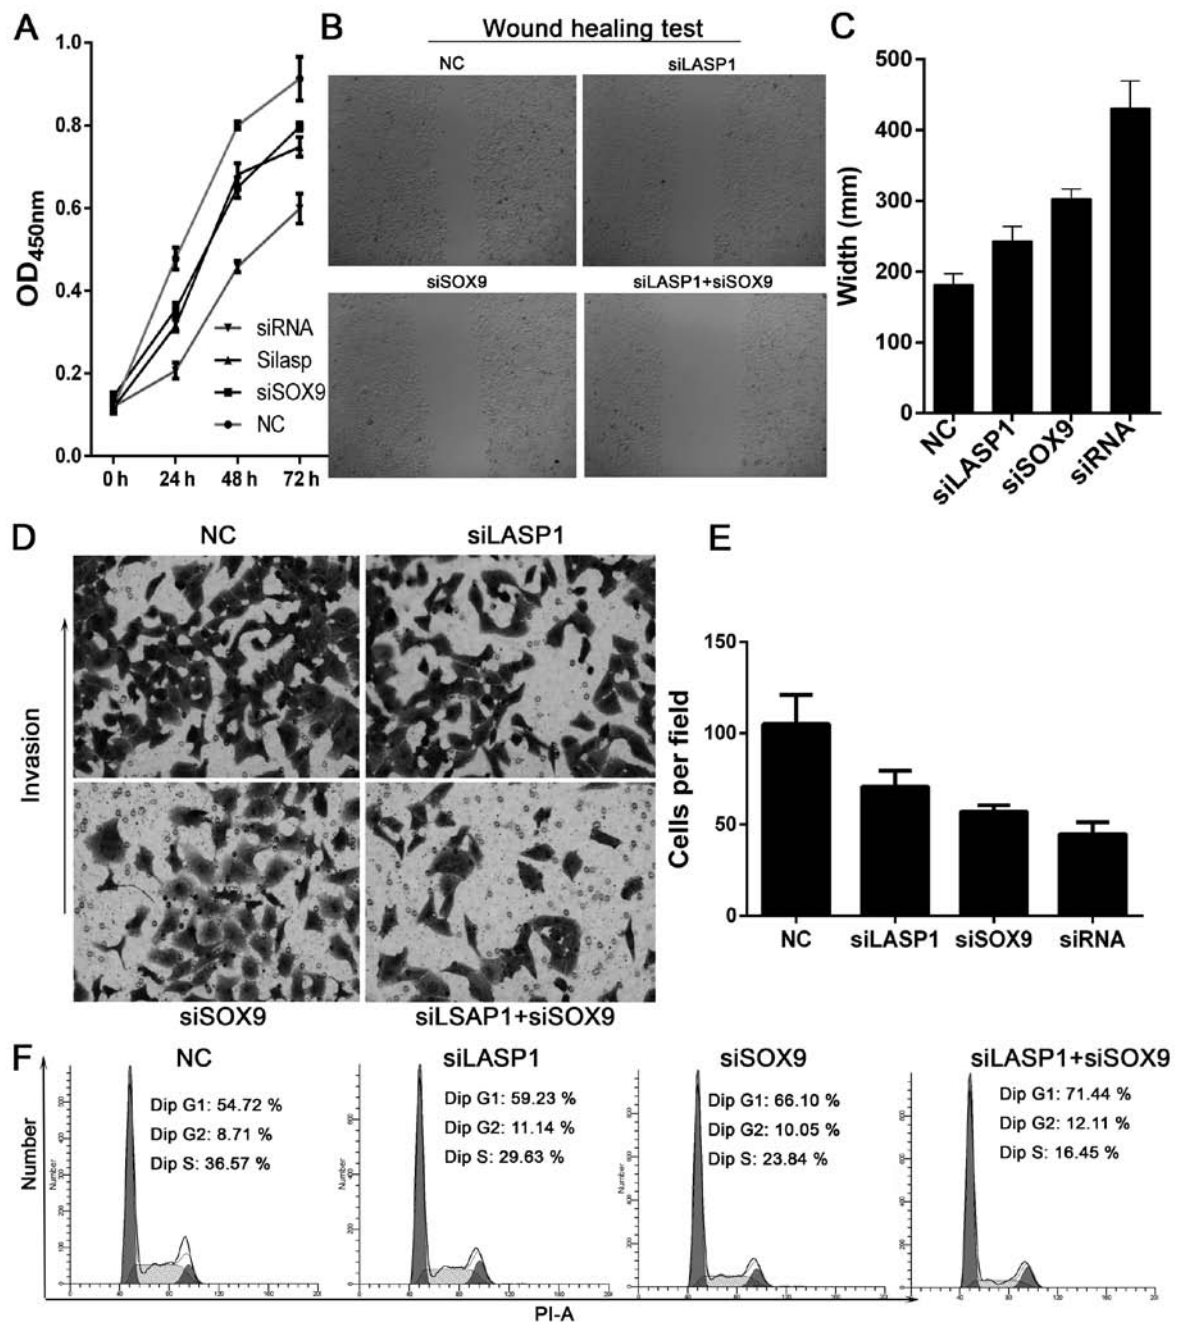 A
1.0
0.8
0.6
0.4
0.2
0.0
OD450nm
0 h 24 h 48 h 72 h
siRNA
Silasp
siSOX9
NC
B
Wound healing test
NC siLASP1
siSOX9 siLASP1+siSOX9
C
500
400
300
200
100
0
Width (mm)
NC siLASP1 siSOX9 siRNA
D
NC siLASP1
Invasion
siSOX9 siLSAP1+siSOX9
E
150
100
50
0
Cells per field
NC siLASP1 siSOX9 siRNA
F
Number
NC
Dip G1: 54.72 %
Dip G2: 8.71 %
Dip S: 36.57 %
Number
siLASP1
Dip G1: 59.23 %
Dip G2: 11.14 %
Dip S: 29.63 %
Number
siSOX9
Dip G1: 66.10 %
Dip G2: 10.05 %
Dip S: 23.84 %
Number
siLASP1+siSOX9
Dip G1: 71.44 %
Dip G2: 12.11 %
Dip S: 16.45 %
Number
PI-A